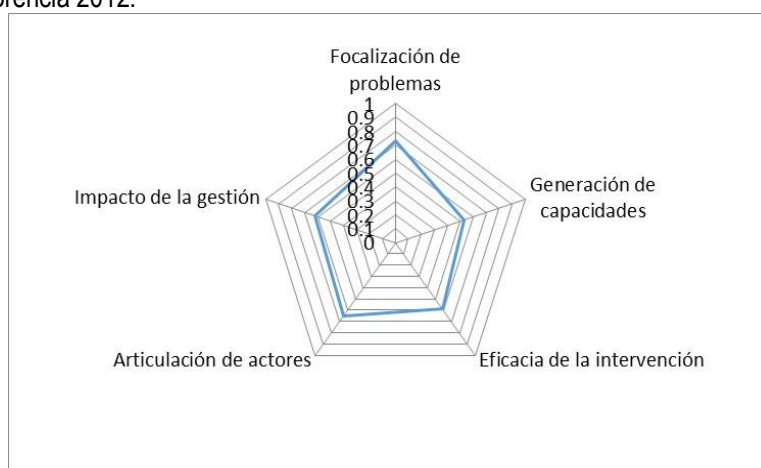 2012.
Focalización de
problemas
1
0.9
0.8
0.7
0.6
0.5
0.4
0.3
0.2
0.1
0
Generación de
capacidades
Impacto de la gestión
Articulación de actores
Eficacia de la intervención